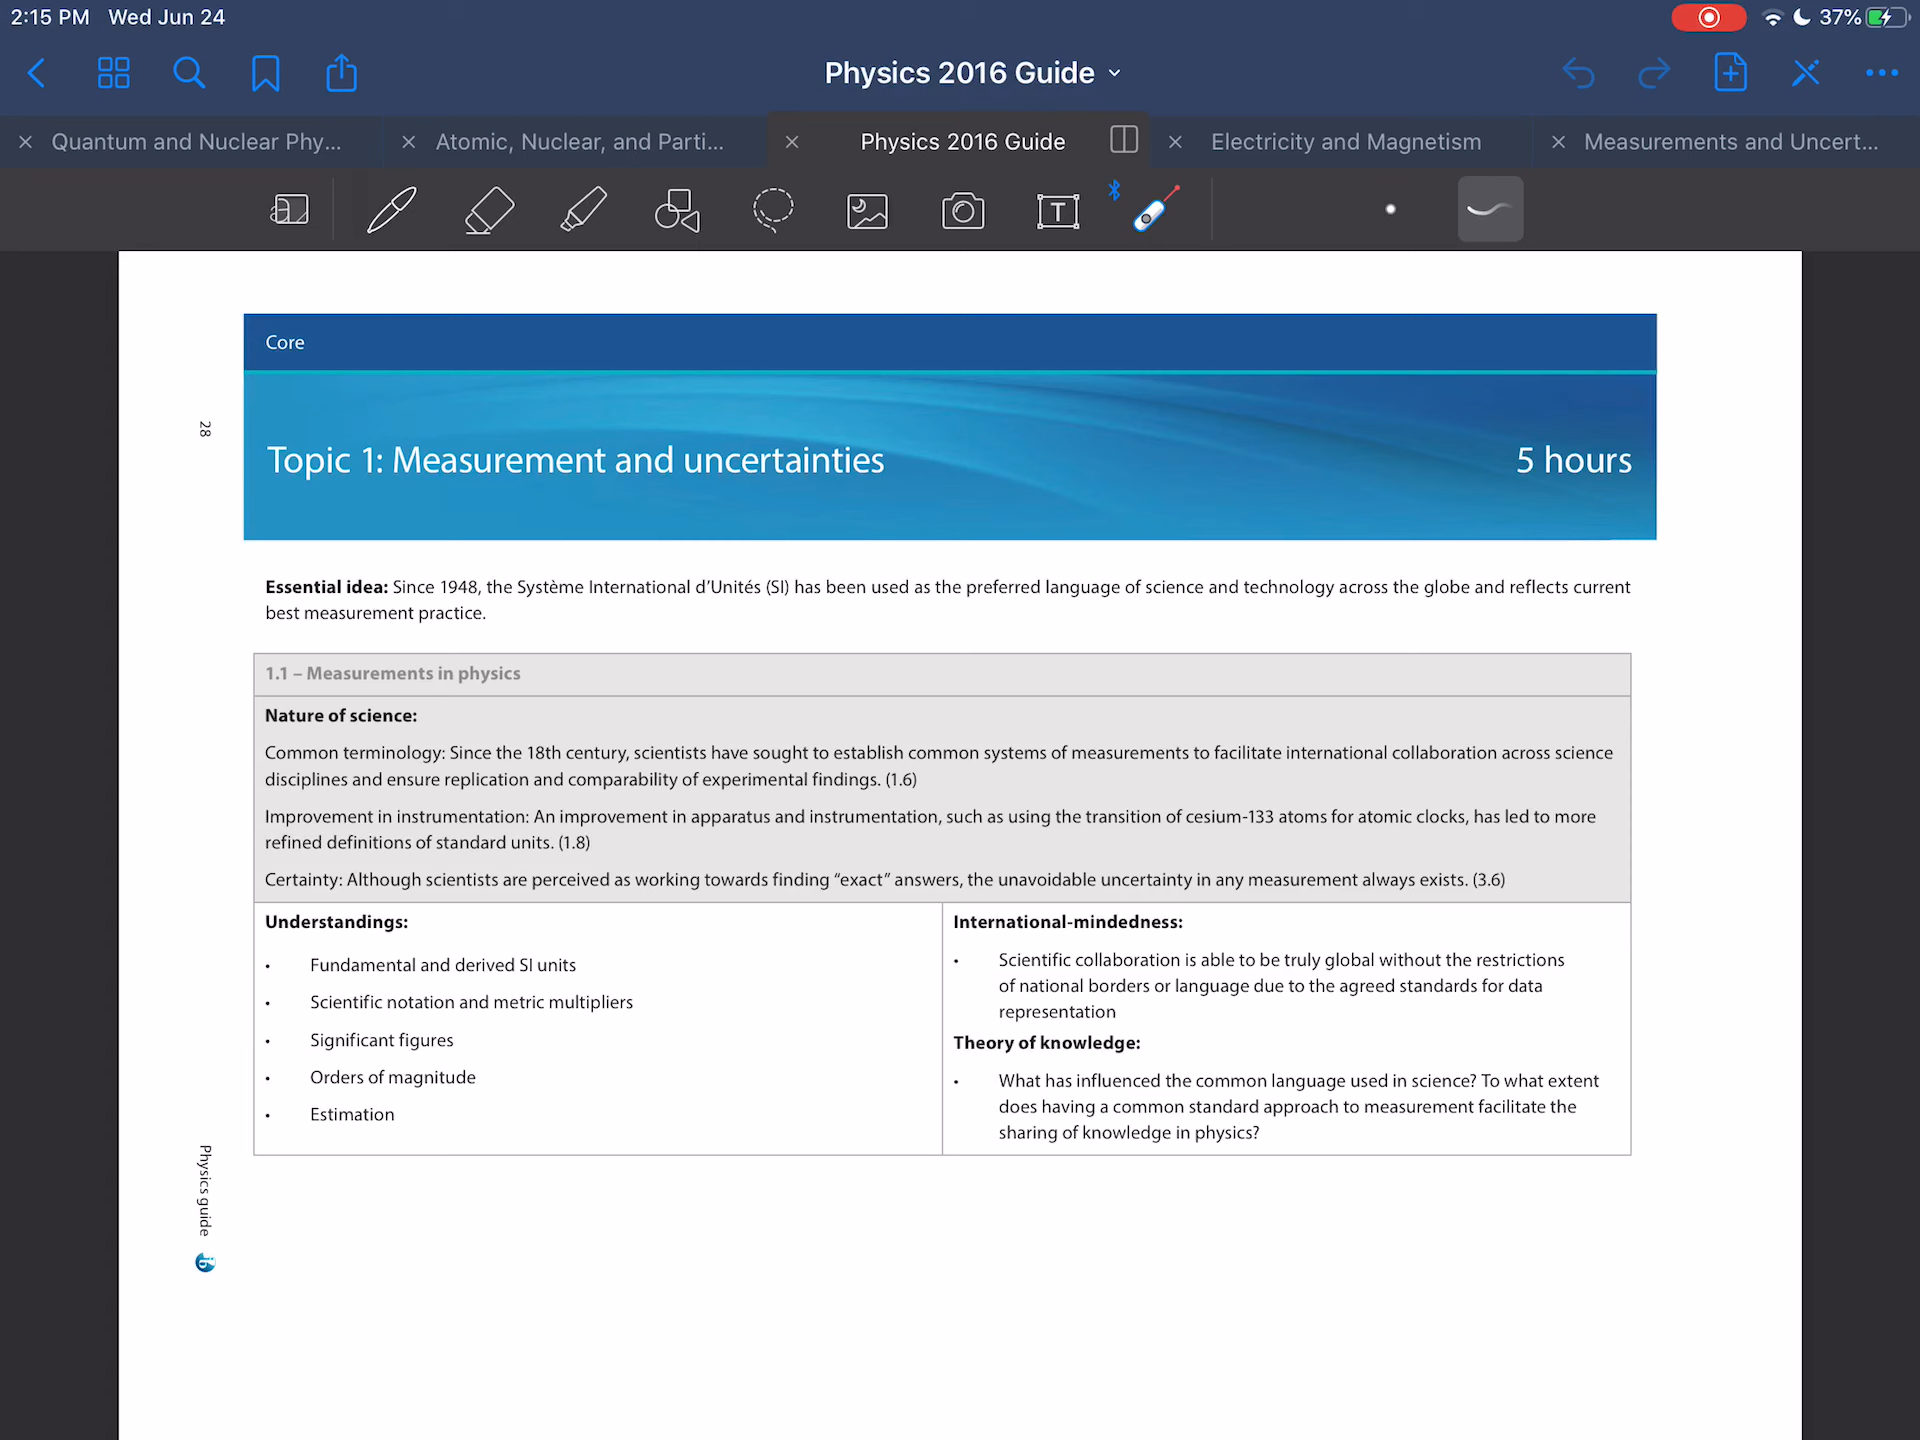 2:15 PM Wed Jun 24
37%
Physics 2016 Guide
Quantum and Nuclear Phy...
Atomic, Nuclear, and Parti...
Physics 2016 Guide
Electricity and Magnetism
Measurements and Uncert...
Core
28
Topic 1: Measurement and uncertainties
5 hours
Essential idea: Since 1948, the Système International d’Unités (SI) has been used as the preferred language of science and technology across the globe and reflects current
best measurement practice.
1.1 – Measurements in physics
Nature of science:
Common terminology: Since the 18th century, scientists have sought to establish common systems of measurements to facilitate international collaboration across science
disciplines and ensure replication and comparability of experimental findings. (1.6)
Improvement in instrumentation: An improvement in apparatus and instrumentation, such as using the transition of cesium-133 atoms for atomic clocks, has led to more
refined definitions of standard units. (1.8)
Certainty: Although scientists are perceived as working towards finding “exact” answers, the unavoidable uncertainty in any measurement always exists. (3.6)
Understandings:
• Fundamental and derived SI units
• Scientific notation and metric multipliers
• Significant figures
• Orders of magnitude
• Estimation
International-mindedness:
• Scientific collaboration is able to be truly global without the restrictions
of national borders or language due to the agreed standards for data
representation
Theory of knowledge:
• What has influenced the common language used in science? To what extent
does having a common standard approach to measurement facilitate the
sharing of knowledge in physics?
Physics guide